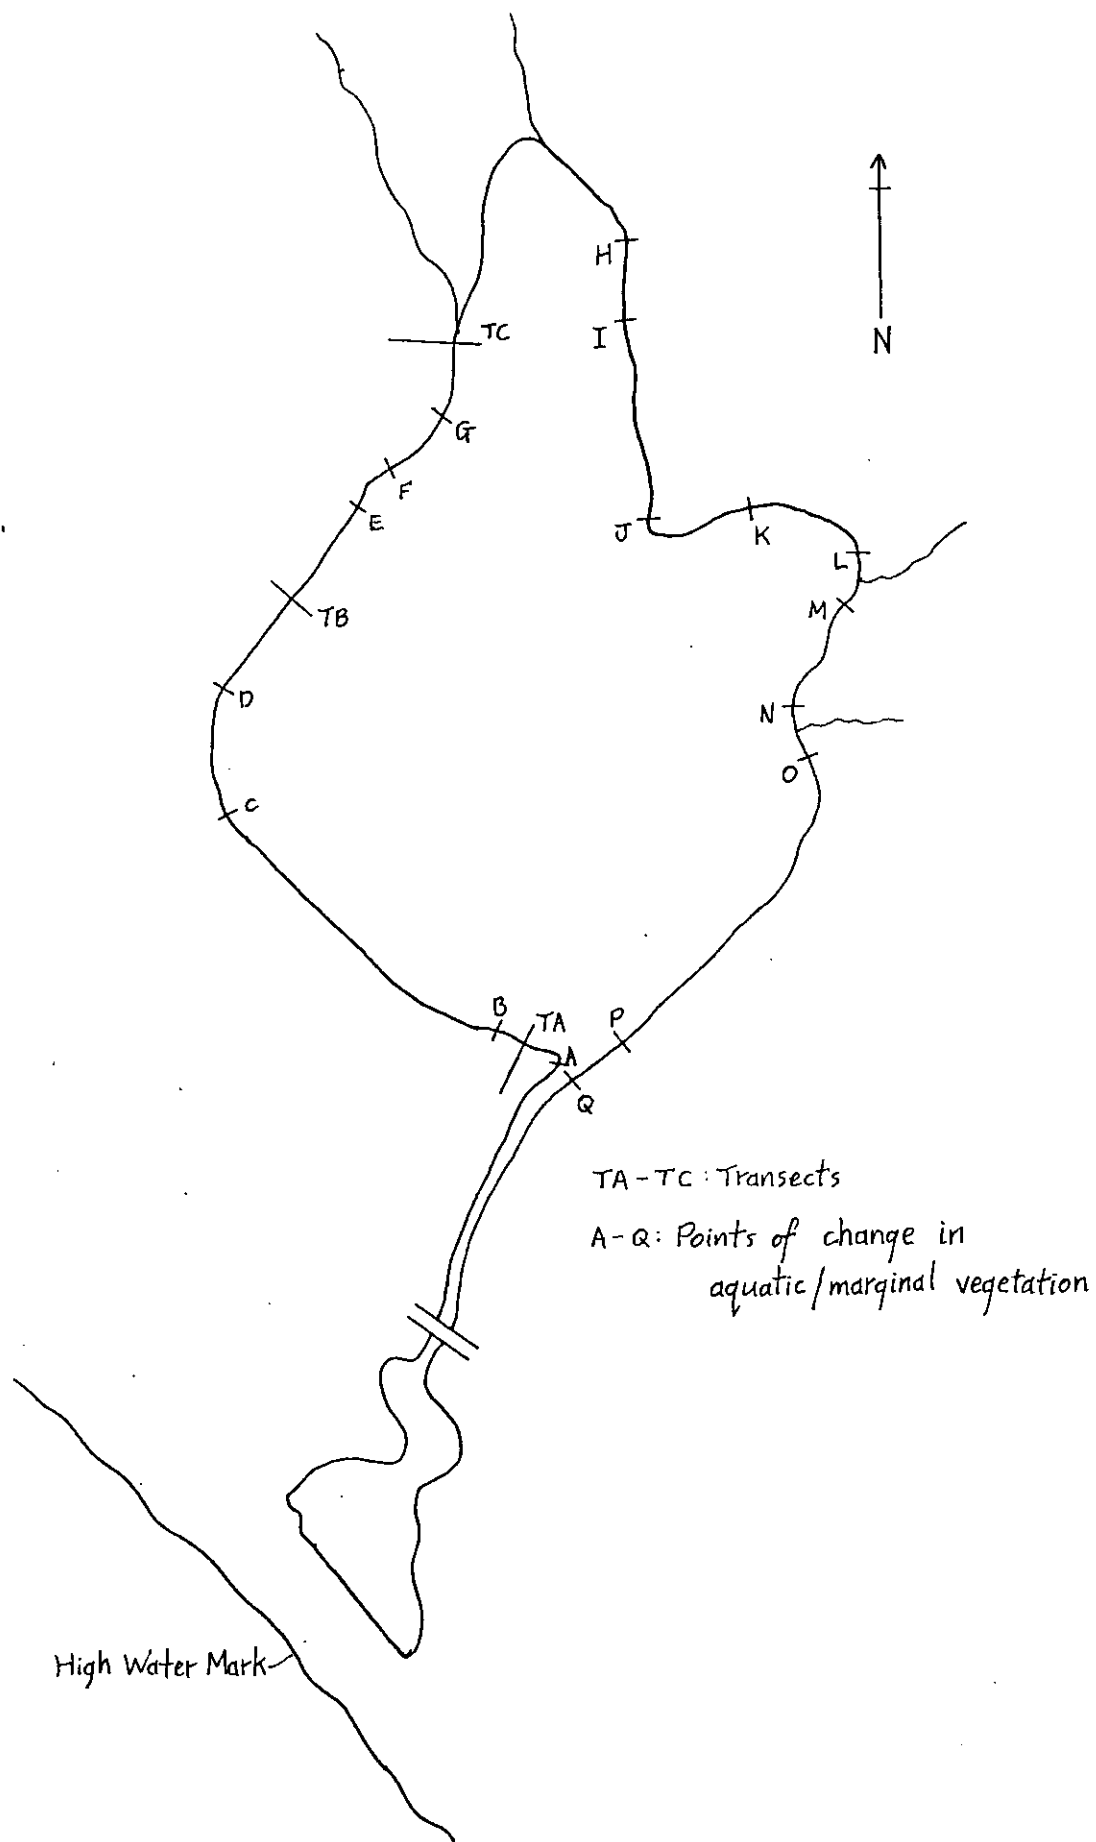 H
I
N
TC
G
F
E
J
K
L
M
TB
D
N
O
C
B
TA
P
A
Q
TA-TC: Transects
A-Q: Points of change in
aquatic/marginal vegetation
High Water Mark